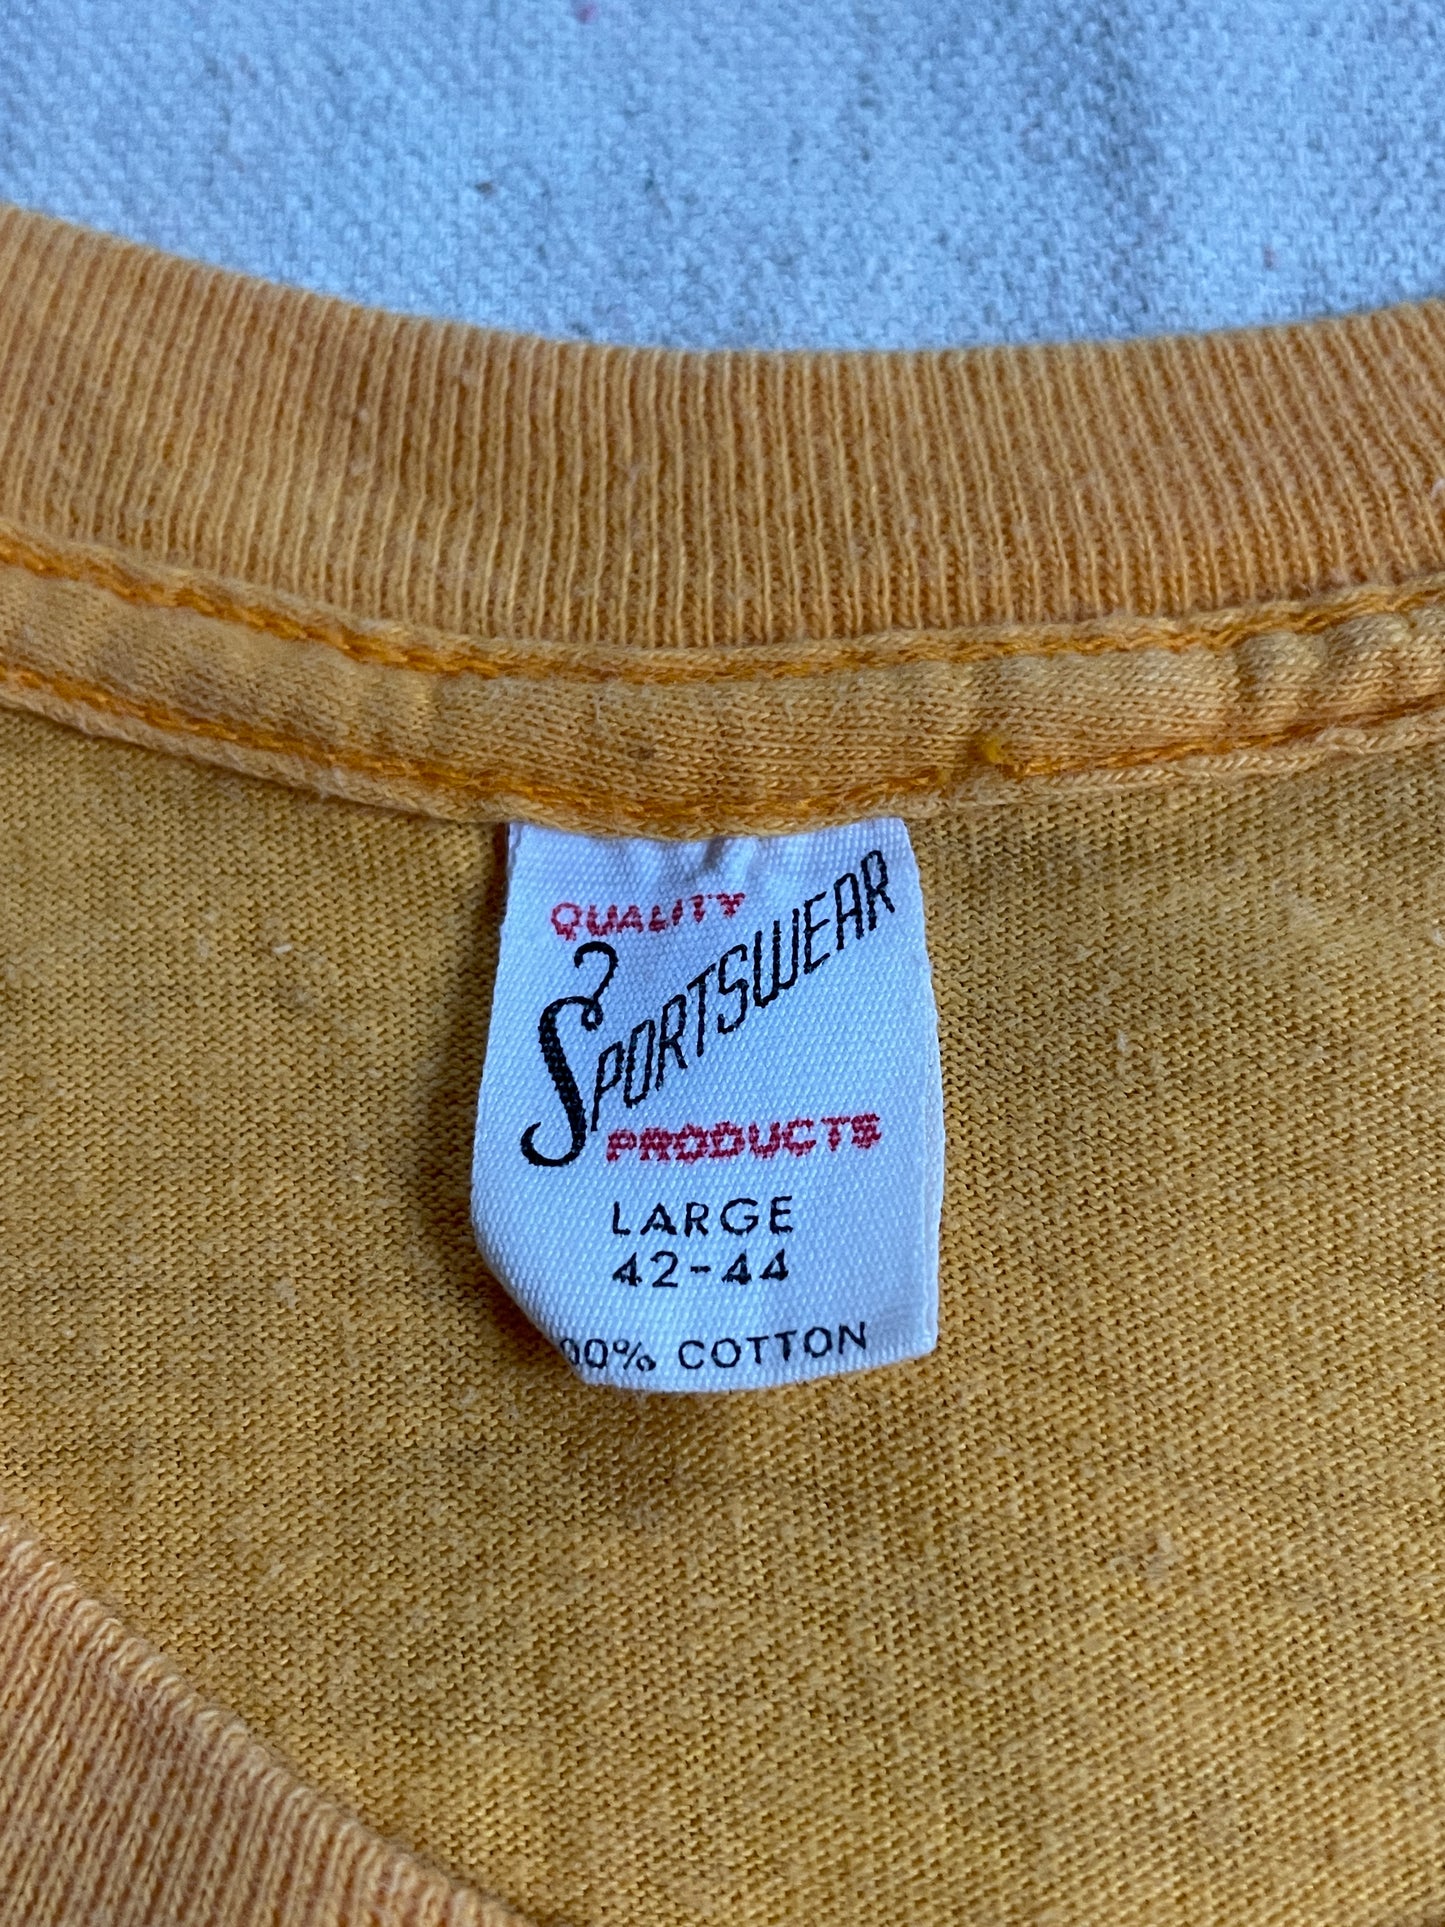 QUALITY
SPORTSWEAR
PRODUCTS
LARGE
42-44
00% COTTON